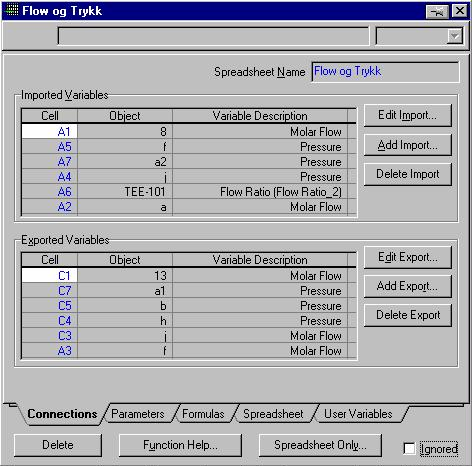 Flow og Trykk
Spreadsheet Name Flow og Trykk
Imported Variables
Cell Object Variable Description
A1 8 Molar Flow
A5 f Pressure
A7 a2 Pressure
A4 j Pressure
A6 TEE-101 Flow Ratio (Flow Ratio_2)
A2 a Molar Flow
Edit Import...
Add Import...
Delete Import
Exported Variables
Cell Object Variable Description
C1 13 Molar Flow
C7 a1 Pressure
C5 b Pressure
C4 h Pressure
C3 j Molar Flow
A3 f Molar Flow
Edit Export...
Add Export...
Delete Export
Connections Parameters Formulas Spreadsheet User Variables
Delete Function Help... Spreadsheet Only... Ignored